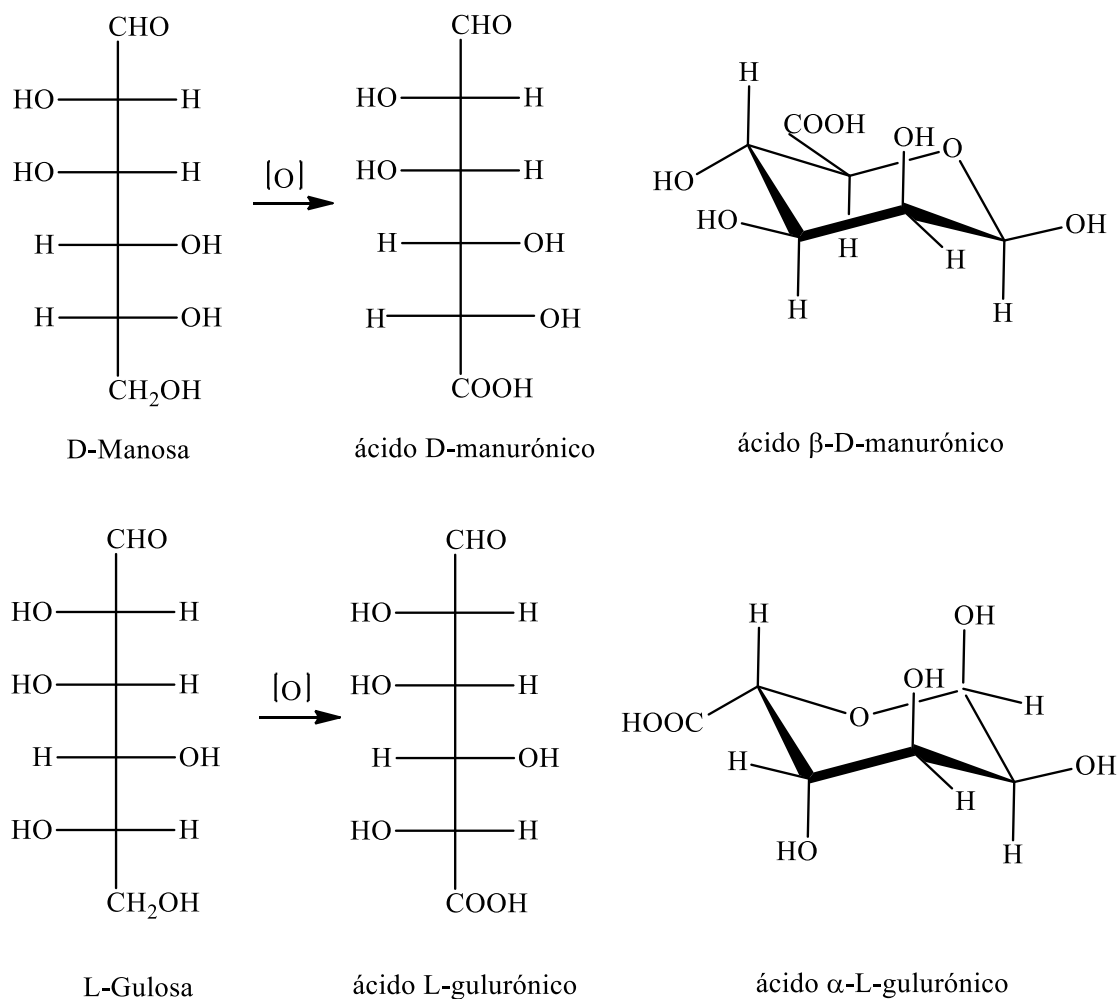 CHO
HO H
HO H
H OH
H OH
CH2OH
D-Manosa
[O]
CHO
HO H
HO H
H OH
H OH
COOH
ácido D-manurónico
H
COOH
OH
O
HO
HO
OH
H
H
H
H
ácido β-D-manurónico
CHO
HO H
HO H
H OH
HO H
CH2OH
L-Gulosa
[O]
CHO
HO H
HO H
H OH
HO H
COOH
ácido L-gulurónico
H
OH
OH
HOOC
O
H
H
OH
H
HO
H
ácido α-L-gulurónico